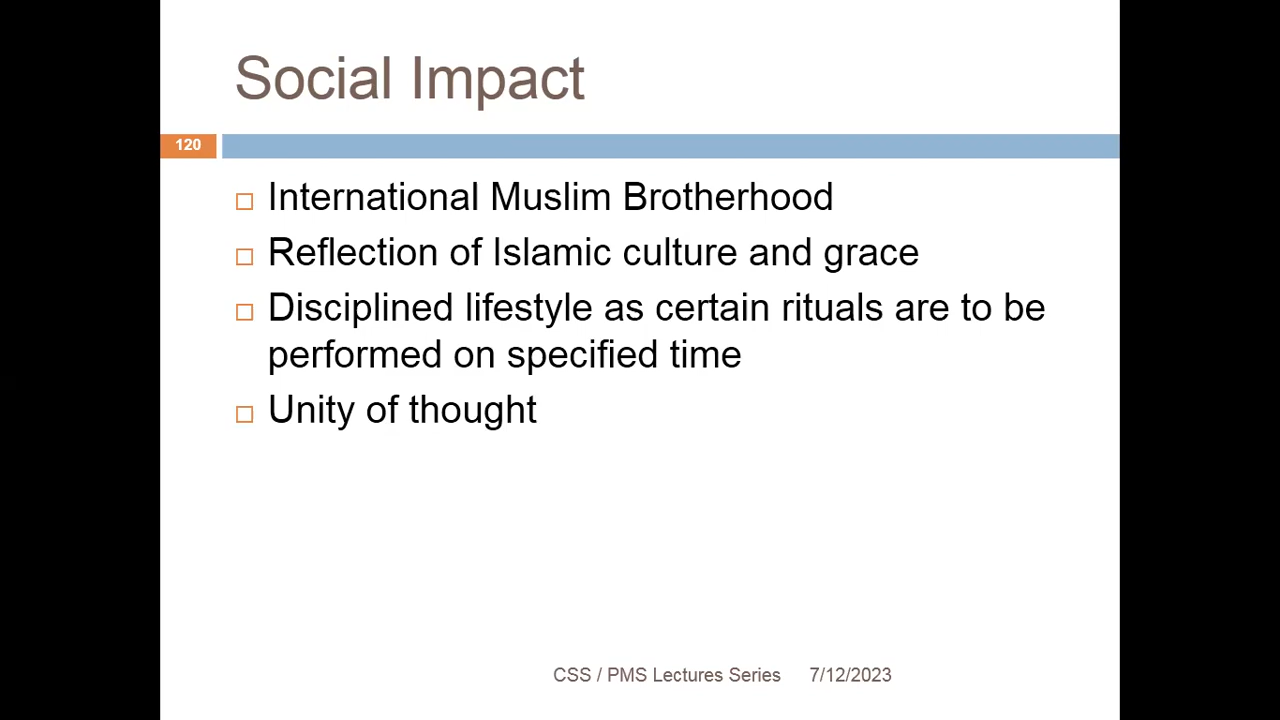 Social Impact
120
International Muslim Brotherhood
Reflection of Islamic culture and grace
Disciplined lifestyle as certain rituals are to be
performed on specified time
Unity of thought
CSS / PMS Lectures Series 7/12/2023